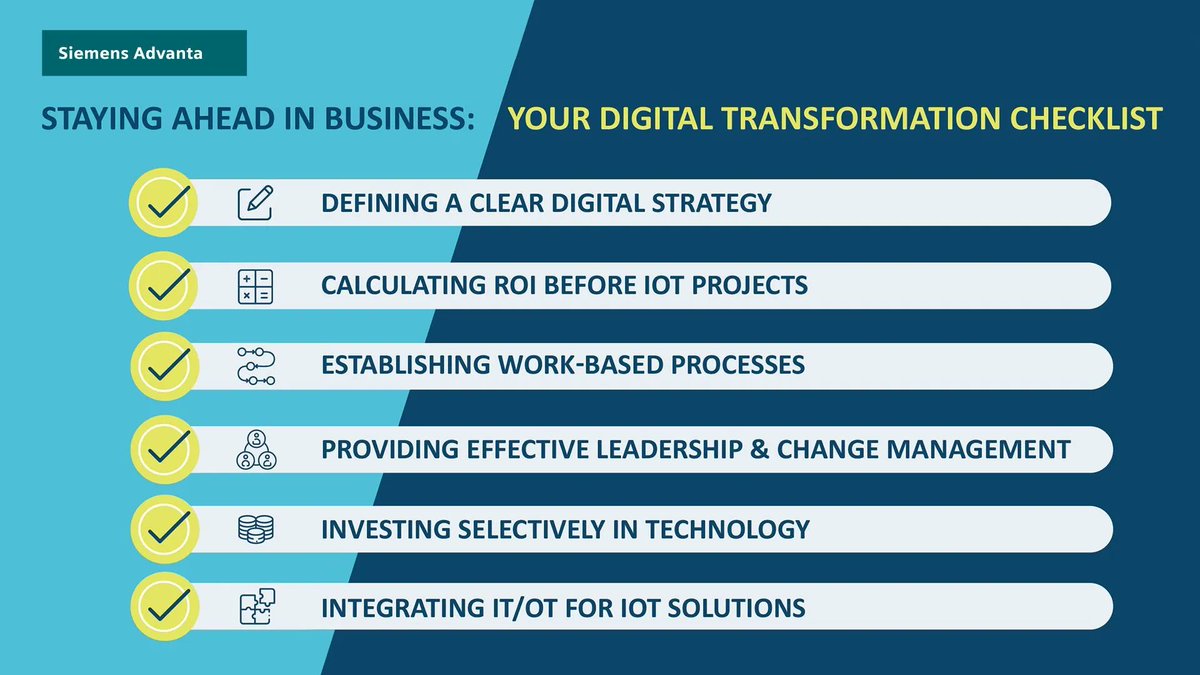 Siemens Advanta
STAYING AHEAD IN BUSINESS: YOUR DIGITAL TRANSFORMATION CHECKLIST
DEFINING A CLEAR DIGITAL STRATEGY
CALCULATING ROI BEFORE IOT PROJECTS
ESTABLISHING WORK-BASED PROCESSES
PROVIDING EFFECTIVE LEADERSHIP & CHANGE MANAGEMENT
INVESTING SELECTIVELY IN TECHNOLOGY
INTEGRATING IT/OT FOR IOT SOLUTIONS